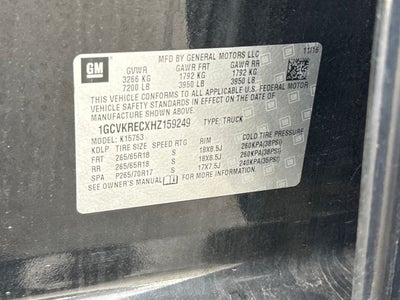 GM
MFD BY GENERAL MOTORS LLC
11/16
GVWR GAWR FRT GAWR RR
3266 KG 1792 KG 1792 KG
7200 LB 3950 LB 3950 LB
THIS VEHICLE CONFORMS TO ALL APPLICABLE U.S. FEDERAL MOTOR
VEHICLE SAFETY STANDARDS IN EFFECT ON THE DATE OF
MANUFACTURE SHOWN ABOVE.
1GCVKRECXHZ159249 TYPE: TRUCK
MODEL: K15753
KDLP TIRE SIZE SPEED RTG RIM COLD TIRE PRESSURE
FRT 265/65R18 S 18X8.5J 260KPA(38PSI)
RR 265/65R18 S 18X8.5J 260KPA(38PSI)
SPA P265/70R17 S 17X7.5J 240KPA(35PSI)
SEE OWNER'S MANUAL FOR MORE INFORMATION.